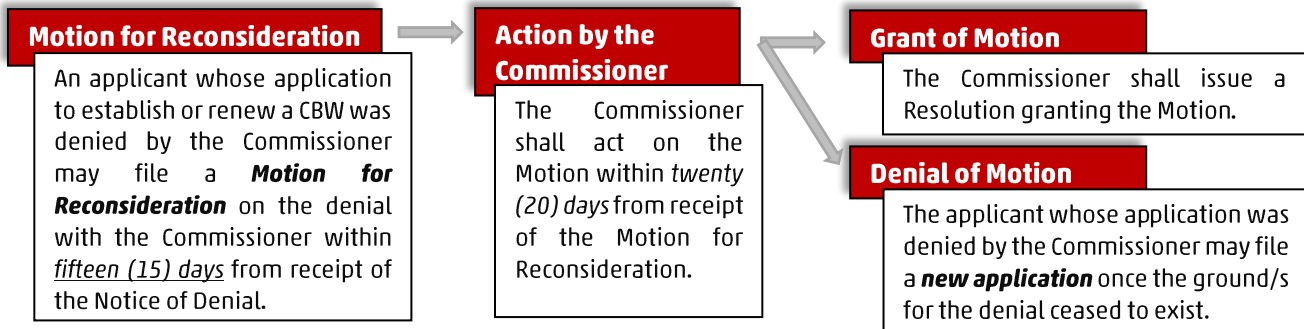 Motion for Reconsideration
An applicant whose application
to establish or renew a CBW was
denied by the Commissioner
may file a Motion for
Reconsideration on the denial
with the Commissioner within
fifteen (15) days from receipt of
the Notice of Denial.
Action by the
Commissioner
The Commissioner
shall act on the
Motion within twenty
(20) days from receipt
of the Motion for
Reconsideration.
Grant of Motion
The Commissioner shall issue a
Resolution granting the Motion.
Denial of Motion
The applicant whose application was
denied by the Commissioner may file
a new application once the ground/s
for the denial ceased to exist.